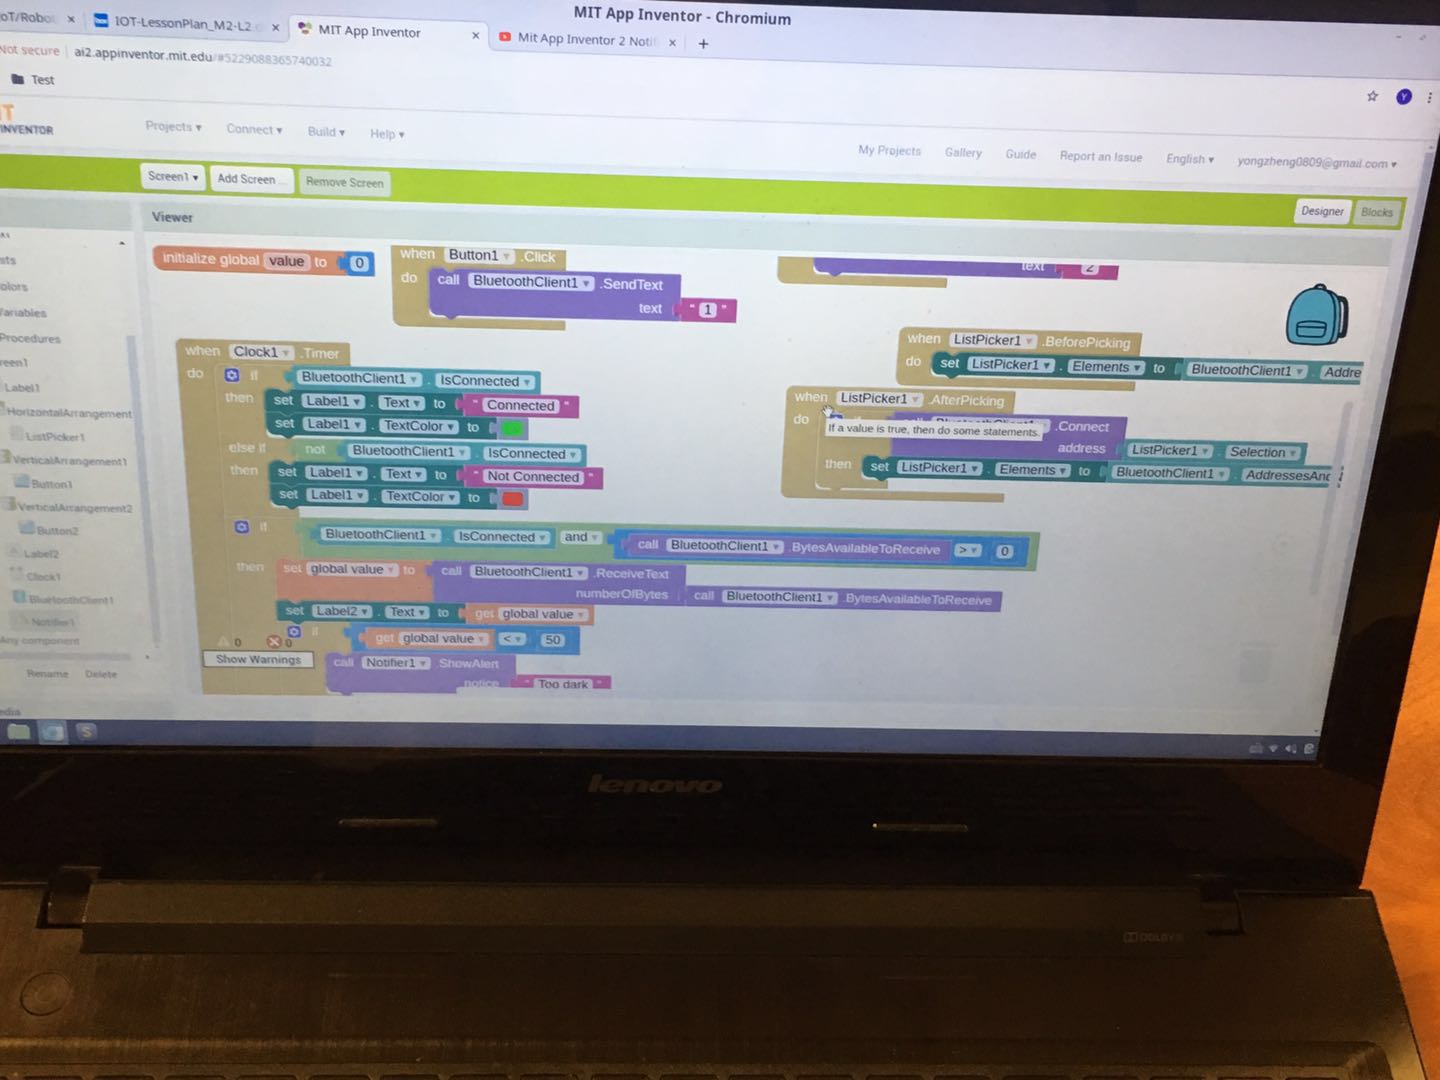 MIT App Inventor - Chromium
oT/Robo
IOT-LessonPlan_M2-L2
MIT App Inventor
Mit App Inventor 2 Noti
Not secure
ai2.appinventor.mit.edu/#5229088365740032
Test
IT
INVENTOR
Projects
Connect
Build
Help
My Projects
Gallery
Guide
Report an Issue
English
yongzheng0809@gmail.com
Screen1
Add Screen ...
Remove Screen
Designer
Blocks
Viewer
sts
olors
Variables
Procedures
reen1
Label1
HorizontalArrangement
ListPicker1
VerticalArrangement1
Button1
VerticalArrangement2
Button2
Label2
Clock1
BluetoothClient1
Notifier1
Any component
Rename Delete
edia
initialize global value to 0
when Button1 .Click
do call BluetoothClient1 .SendText
text " 1 "
text 2
when ListPicker1 .BeforePicking
do set ListPicker1 . Elements to BluetoothClient1 . Addre
when ListPicker1 .AfterPicking
do .Connect
If a value is true, then do some statements.
address ListPicker1 . Selection
then set ListPicker1 . Elements to BluetoothClient1 . AddressesAnd
when Clock1 .Timer
do if BluetoothClient1 . IsConnected
then set Label1 . Text to " Connected "
set Label1 . TextColor to
else if not BluetoothClient1 . IsConnected
then set Label1 . Text to " Not Connected "
set Label1 . TextColor to
if BluetoothClient1 . IsConnected and call BluetoothClient1 .BytesAvailableToReceive > 0
then set global value to call BluetoothClient1 .ReceiveText
numberOfBytes call BluetoothClient1 .BytesAvailableToReceive
set Label2 . Text to get global value
if get global value < 50
call Notifier1 .ShowAlert
notice " Too dark "
0 0
Show Warnings
lenovo
DOLBY